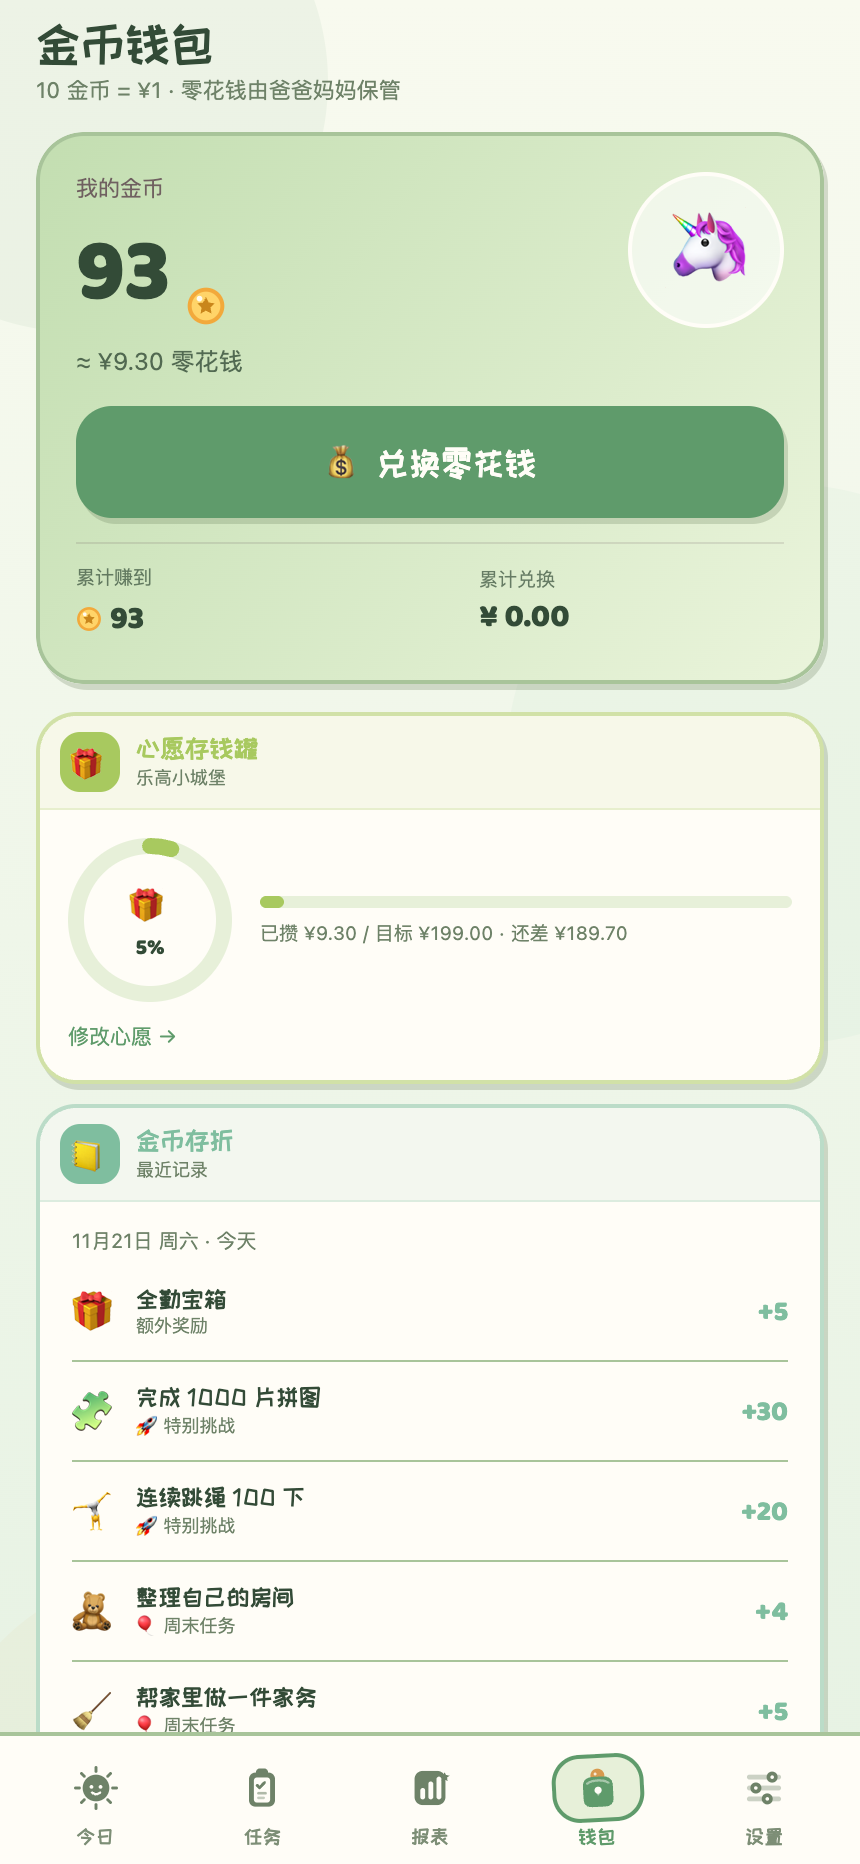 金币钱包
10 金币 = ¥1 · 零花钱由爸爸妈妈保管
我的金币
93
≈ ¥9.30 零花钱
兑换零花钱
累计赚到
93
累计兑换
¥ 0.00
心愿存钱罐
乐高小城堡
5%
已攒 ¥9.30 / 目标 ¥199.00 · 还差 ¥189.70
修改心愿 →
金币存折
最近记录
11月21日 周六 · 今天
全勤宝箱
额外奖励
+5
完成 1000 片拼图
特别挑战
+30
连续跳绳 100 下
特别挑战
+20
整理自己的房间
周末任务
+4
帮家里做一件家务
周末任务
+5
今日
任务
报表
钱包
设置